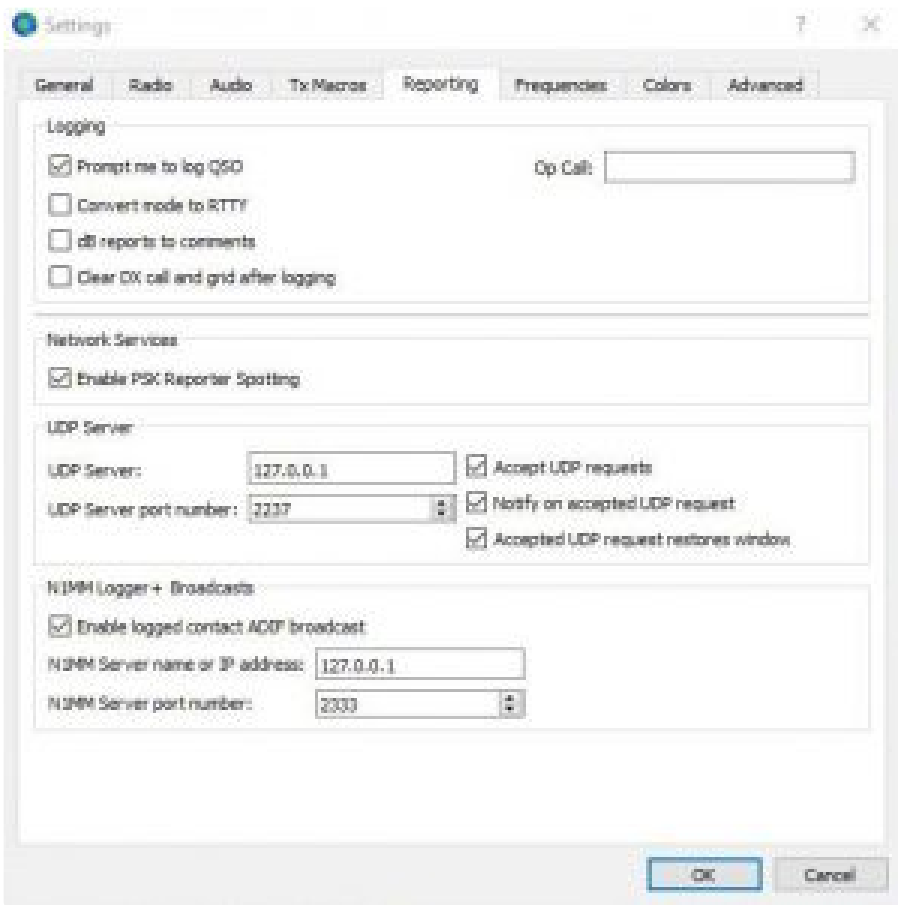 Settings ?
General Radio Audio Tx Macros Reporting Frequencies Colors Advanced
Logging
Prompt me to log QSO Op Call:
Convert mode to RTTY
dB reports to comments
Clear DX call and grid after logging
Network Services
Enable PSK Reporter Spotting
UDP Server
UDP Server: 127.0.0.1 Accept UDP requests
UDP Server port number: 2237 Notify on accepted UDP request
Accepted UDP request restores window
N1MM Logger+ Broadcasts
Enable logged contact ADIF broadcast
N1MM Server name or IP address: 127.0.0.1
N1MM Server port number: 2333
OK Cancel